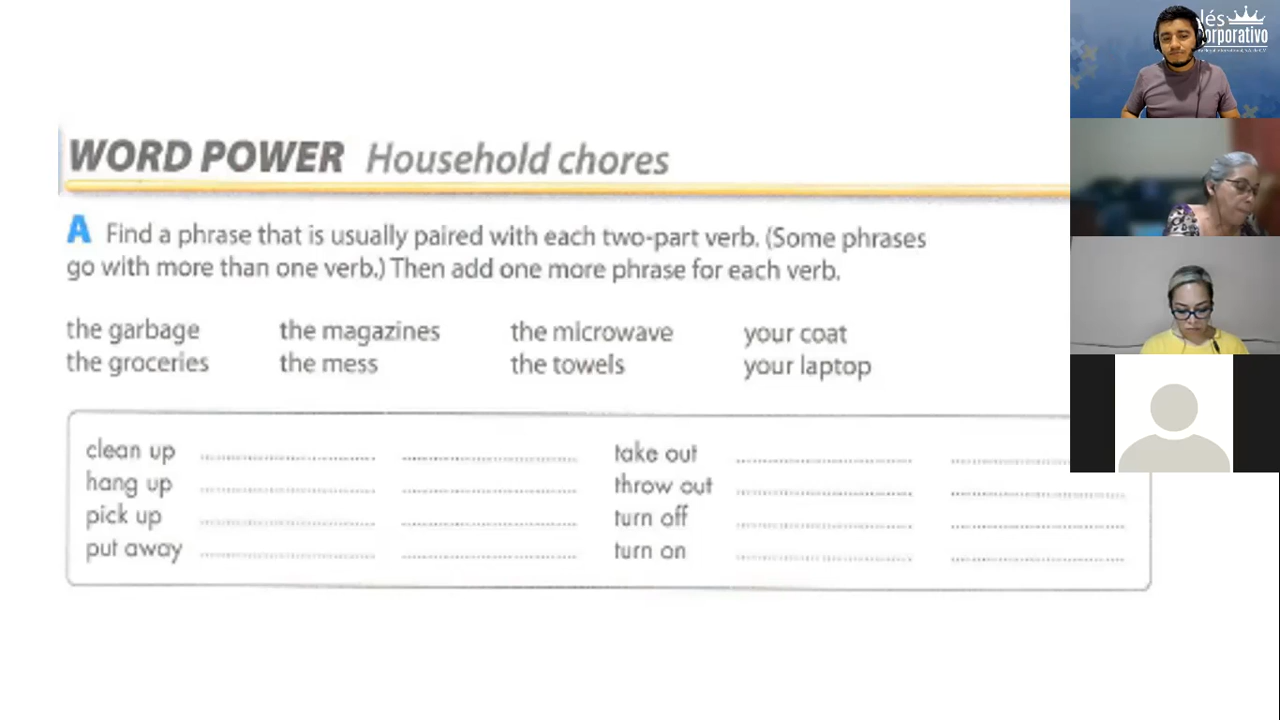 WORD POWER Household chores
A Find a phrase that is usually paired with each two-part verb. (Some phrases
go with more than one verb.) Then add one more phrase for each verb.
the garbage the magazines the microwave your coat
the groceries the mess the towels your laptop
clean up take out
hang up throw out
pick up turn off
put away turn on
lés
orporativo